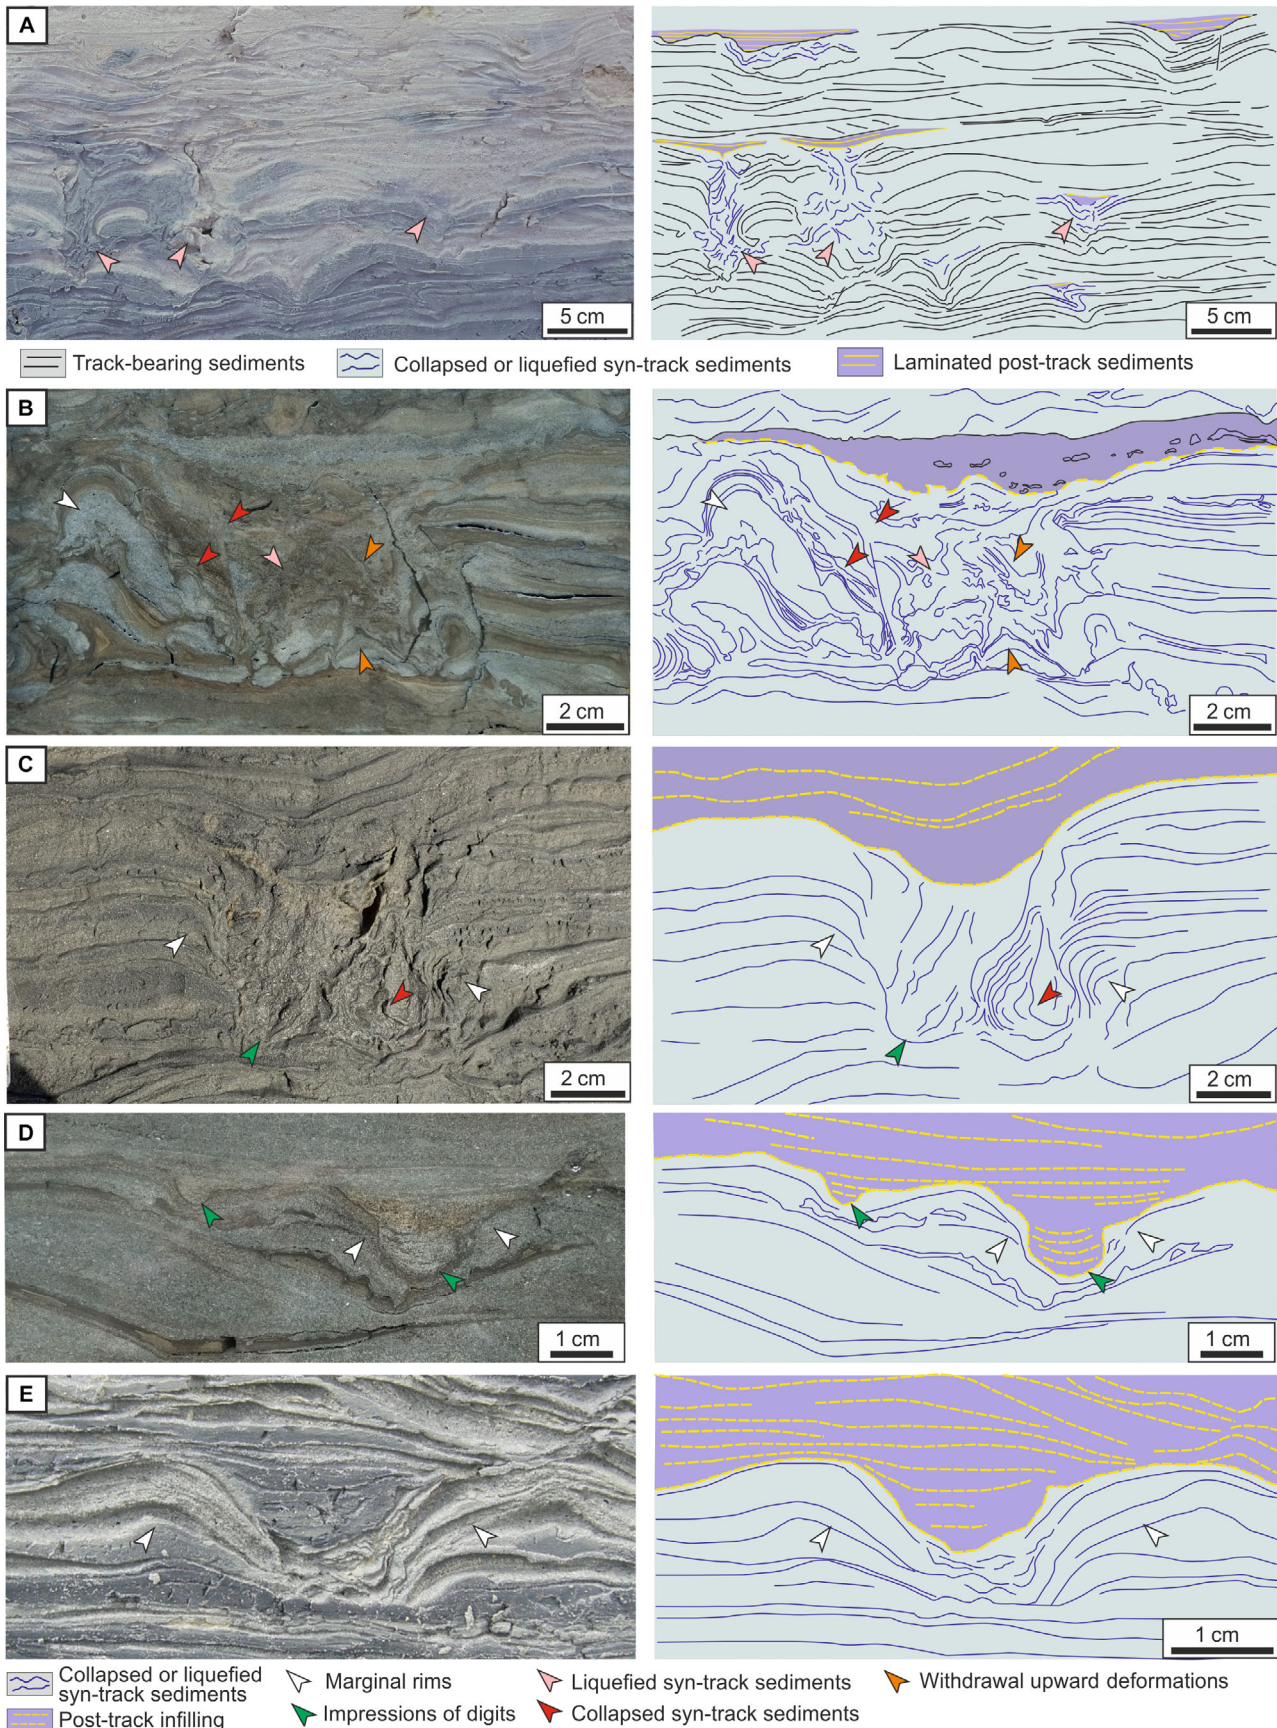 A
5 cm
5 cm
Track-bearing sediments
Collapsed or liquefied syn-track sediments
Laminated post-track sediments
B
2 cm
2 cm
C
2 cm
2 cm
D
1 cm
1 cm
E
1 cm
Collapsed or liquefied
syn-track sediments
Marginal rims
Liquefied syn-track sediments
Withdrawal upward deformations
Post-track infilling
Impressions of digits
Collapsed syn-track sediments